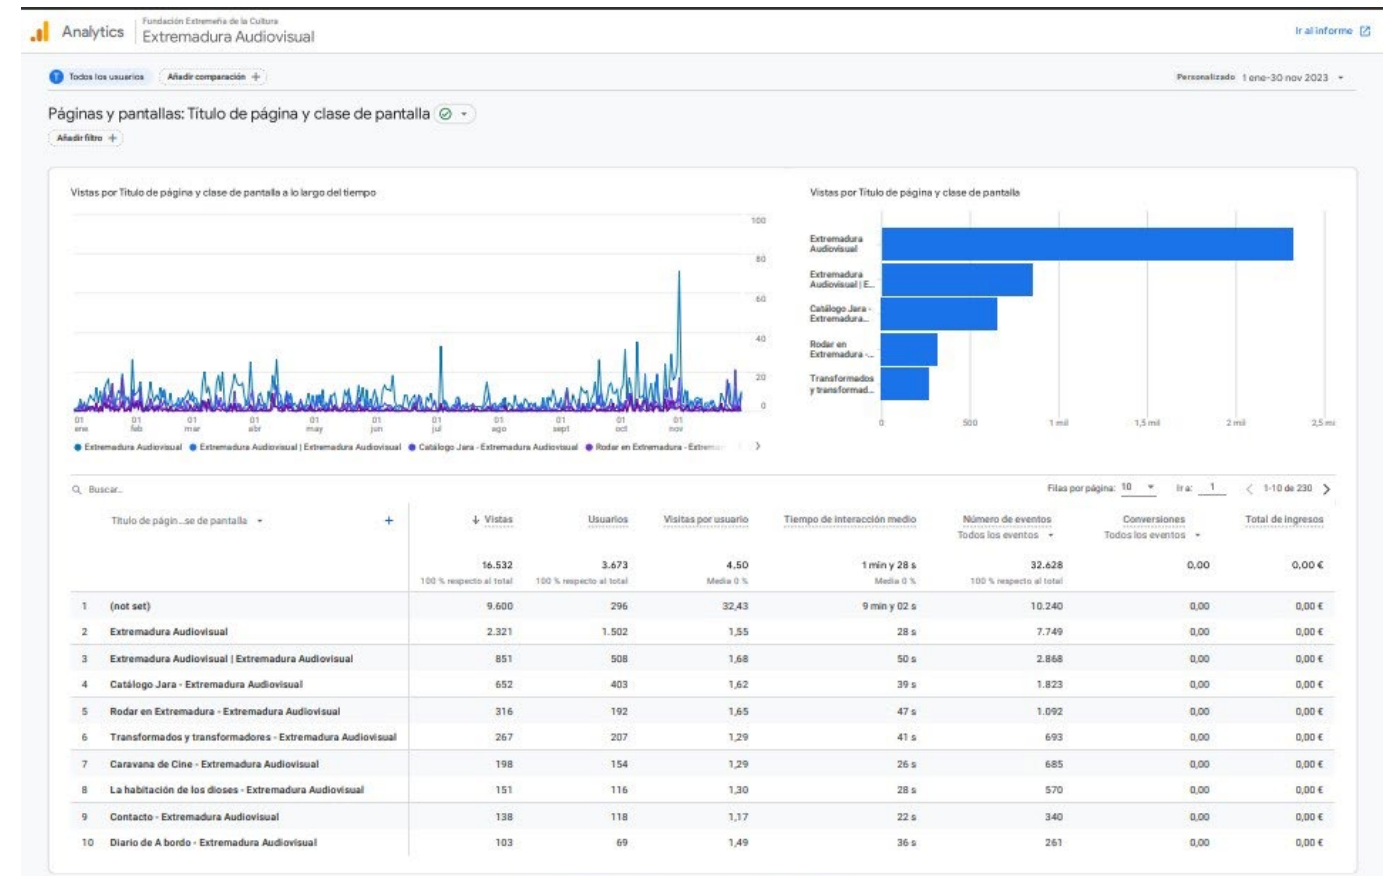 Analytics
Fundación Extremeña de la Cultura
Extremadura Audiovisual
Ir al informe
T Todos los usuarios Añadir comparación +
Personalizado 1 ene-30 nov 2023
Páginas y pantallas: Título de página y clase de pantalla
Añadir filtro +
Vistas por Título de página y clase de pantalla a lo largo del tiempo
100
80
60
40
20
0
01 ene
01 feb
01 mar
01 abr
01 may
01 jun
01 jul
01 ago
01 sept
01 oct
01 nov
Extremadura Audiovisual Extremadura Audiovisual | Extremadura Audiovisual Catálogo Jara - Extremadura Audiovisual Rodar en Extremadura - Extremad
Vistas por Título de página y clase de pantalla
Extremadura
Audiovisual
Extremadura
Audiovisual | E...
Catálogo Jara -
Extremadura...
Rodar en
Extremadura -...
Transformados
y transformad...
0 500 1 mil 1,5 mil 2 mil 2,5 mi
Buscar...
Filas por página: 10 Ir a: 1 < 1-10 de 230 >
Título de págin...se de pantalla + ↓ Vistas Usuarios Visitas por usuario Tiempo de interacción medio Número de eventos Conversiones Total de ingresos
Todos los eventos Todos los eventos
16.532 3.673 4,50 1 min y 28 s 32.628 0,00 0,00 €
100 % respecto al total 100 % respecto al total Media 0 % Media 0 % 100 % respecto al total
1 (not set) 9.600 296 32,43 9 min y 02 s 10.240 0,00 0,00 €
2 Extremadura Audiovisual 2.321 1.502 1,55 28 s 7.749 0,00 0,00 €
3 Extremadura Audiovisual | Extremadura Audiovisual 851 508 1,68 50 s 2.868 0,00 0,00 €
4 Catálogo Jara - Extremadura Audiovisual 652 403 1,62 39 s 1.823 0,00 0,00 €
5 Rodar en Extremadura - Extremadura Audiovisual 316 192 1,65 47 s 1.092 0,00 0,00 €
6 Transformados y transformadores - Extremadura Audiovisual 267 207 1,29 41 s 693 0,00 0,00 €
7 Caravana de Cine - Extremadura Audiovisual 198 154 1,29 26 s 685 0,00 0,00 €
8 La habitación de los dioses - Extremadura Audiovisual 151 116 1,30 28 s 570 0,00 0,00 €
9 Contacto - Extremadura Audiovisual 138 118 1,17 22 s 340 0,00 0,00 €
10 Diario de A bordo - Extremadura Audiovisual 103 69 1,49 36 s 261 0,00 0,00 €